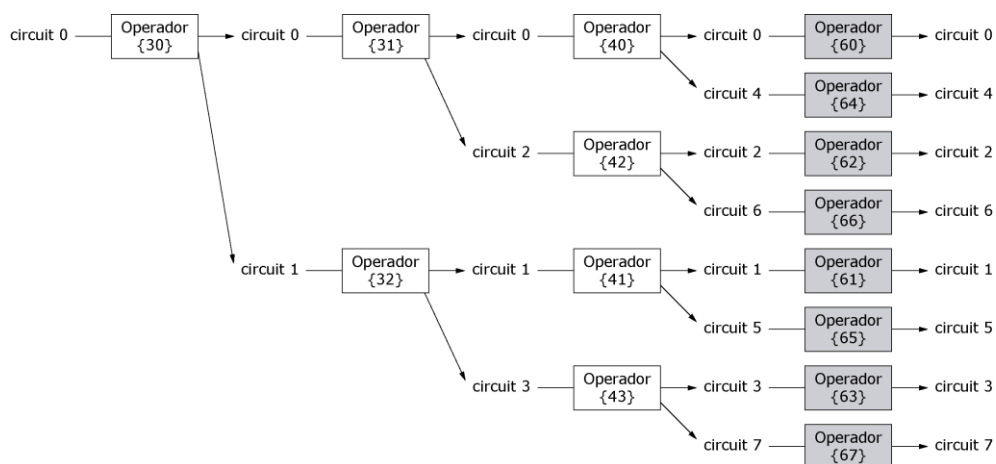 circuit 0
Operador
{30}
circuit 0
Operador
{31}
circuit 0
Operador
{40}
circuit 0
Operador
{60}
circuit 0
circuit 4
Operador
{64}
circuit 4
circuit 2
Operador
{42}
circuit 2
Operador
{62}
circuit 2
circuit 6
Operador
{66}
circuit 6
circuit 1
Operador
{32}
circuit 1
Operador
{41}
circuit 1
Operador
{61}
circuit 1
circuit 5
Operador
{65}
circuit 5
circuit 3
Operador
{43}
circuit 3
Operador
{63}
circuit 3
circuit 7
Operador
{67}
circuit 7